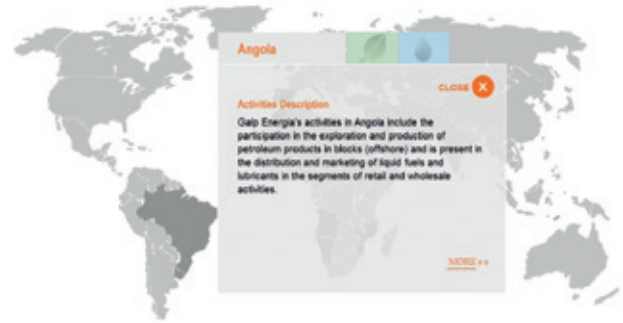 Angola
CLOSE X
Activities Description
Galp Energia's activities in Angola include the
participation in the exploration and production of
petroleum products in blocks (offshore) and is present in
the distribution and marketing of liquid fuels and
lubricants in the segments of retail and wholesale
activities.
MORE »»